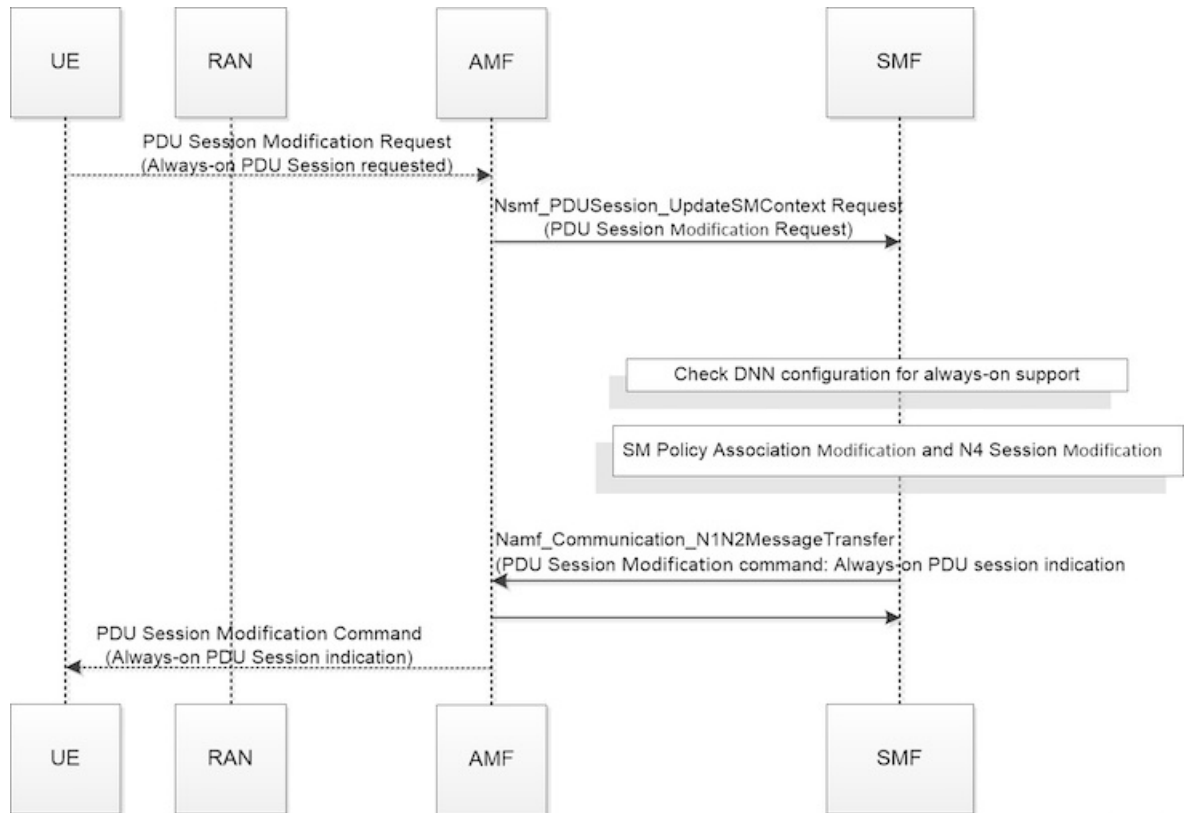 UE
RAN
AMF
SMF
PDU Session Modification Request
(Always-on PDU Session requested)
Nsmf_PDUSession_UpdateSMContext Request
(PDU Session Modification Request)
Check DNN configuration for always-on support
SM Policy Association Modification and N4 Session Modification
Namf_Communication_N1N2MessageTransfer
(PDU Session Modification command: Always-on PDU session indication
PDU Session Modification Command
(Always-on PDU Session indication)
UE
RAN
AMF
SMF